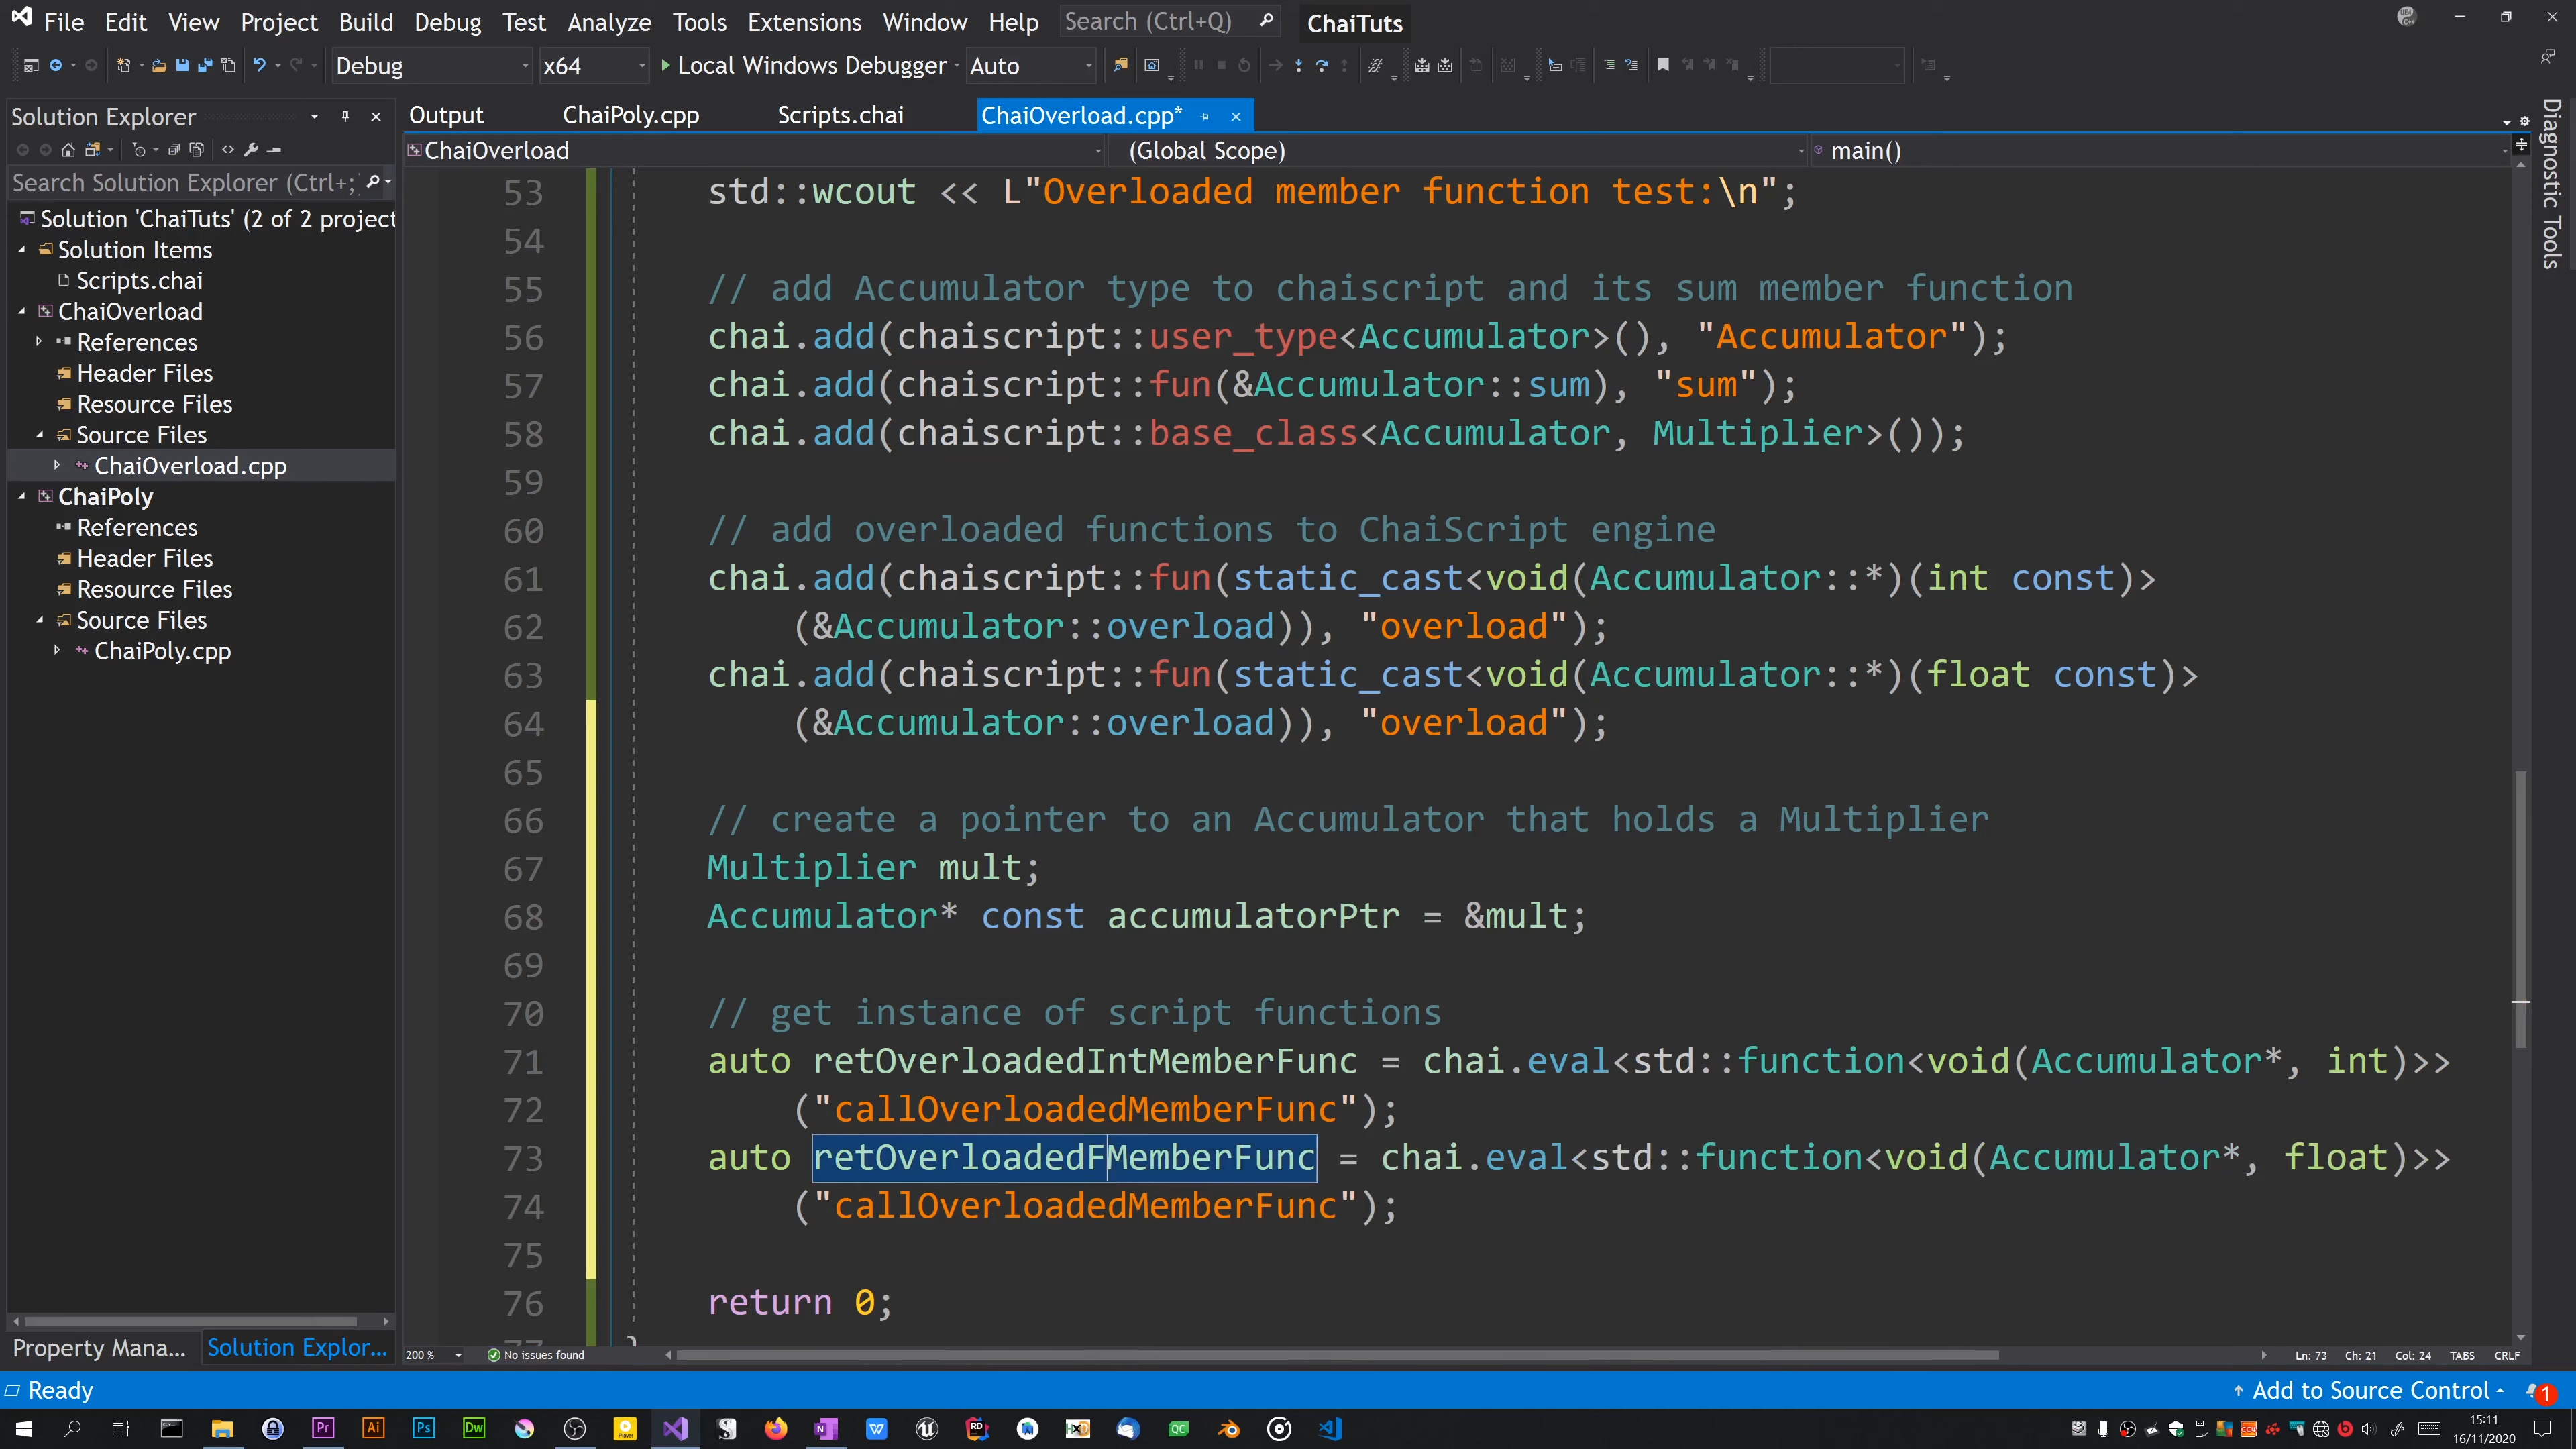 File Edit View Project Build Debug Test Analyze Tools Extensions Window Help Search (Ctrl+Q) ChaiTuts
Debug x64 Local Windows Debugger Auto
Solution Explorer
Search Solution Explorer (Ctrl+;
Solution 'ChaiTuts' (2 of 2 project
Solution Items
Scripts.chai
ChaiOverload
References
Header Files
Resource Files
Source Files
ChaiOverload.cpp
ChaiPoly
References
Header Files
Resource Files
Source Files
ChaiPoly.cpp
Property Mana... Solution Explor...
Output ChaiPoly.cpp Scripts.chai ChaiOverload.cpp*
ChaiOverload (Global Scope) main()
53 std::wcout << L"Overloaded member function test:\n";
54
55 // add Accumulator type to chaiscript and its sum member function
56 chai.add(chaiscript::user_type<Accumulator>(), "Accumulator");
57 chai.add(chaiscript::fun(&Accumulator::sum), "sum");
58 chai.add(chaiscript::base_class<Accumulator, Multiplier>());
59
60 // add overloaded functions to ChaiScript engine
61 chai.add(chaiscript::fun(static_cast<void(Accumulator::*)(int const)>
62 (&Accumulator::overload)), "overload");
63 chai.add(chaiscript::fun(static_cast<void(Accumulator::*)(float const)>
64 (&Accumulator::overload)), "overload");
65
66 // create a pointer to an Accumulator that holds a Multiplier
67 Multiplier mult;
68 Accumulator* const accumulatorPtr = &mult;
69
70 // get instance of script functions
71 auto retOverloadedIntMemberFunc = chai.eval<std::function<void(Accumulator*, int)>>
72 ("callOverloadedMemberFunc");
73 auto retOverloadedFMemberFunc = chai.eval<std::function<void(Accumulator*, float)>>
74 ("callOverloadedMemberFunc");
75
76 return 0;
77 }
200 % No issues found Ln: 73 Ch: 21 Col: 24 TABS CRLF
Diagnostic Tools
Ready Add to Source Control 1
Pr Ai Ps Dw Player N W RD QC
15:11
16/11/2020